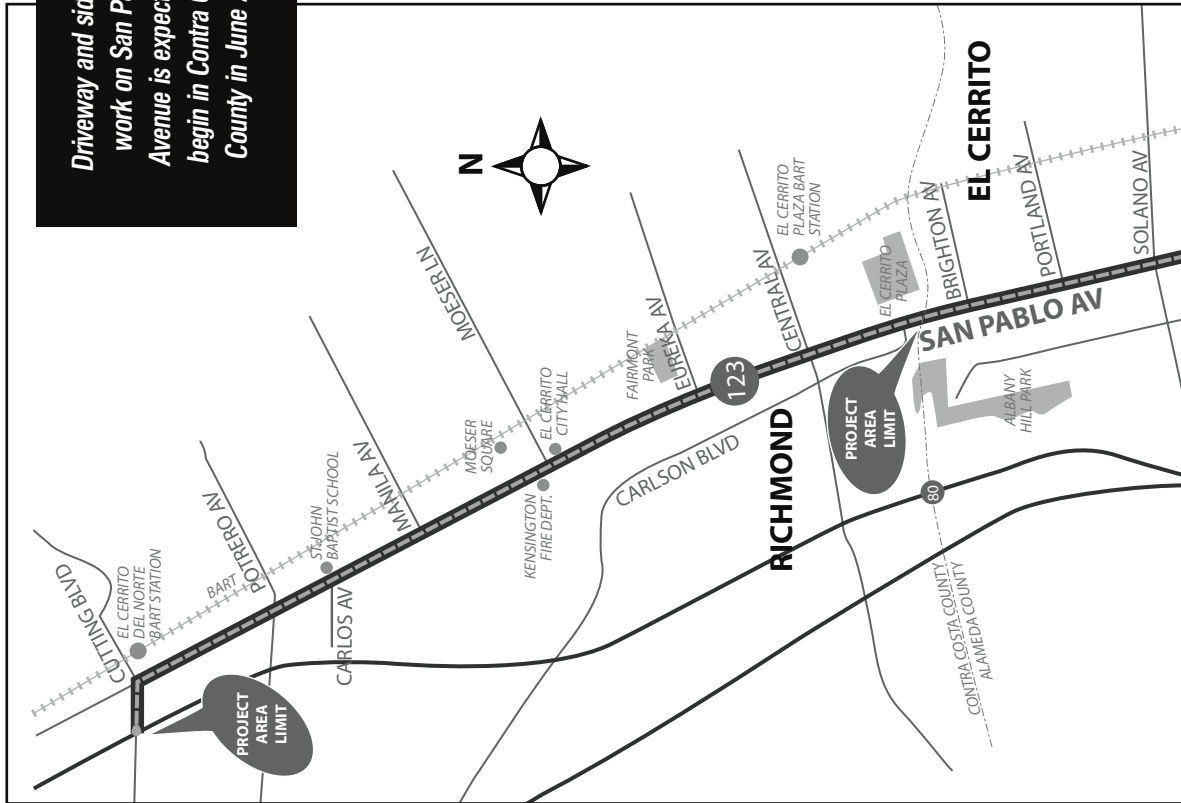 Driveway and
work on San
Avenue is
begin in Contra
County in June
N
CUTTING BLVD
EL CERRITO
DEL NORTE
BART STATION
BART
POTRERO AV
ST JOHN
BAPTIST SCHOOL
CARLOS AV
MANILA AV
MOESER LN
MOESER
SQUARE
EL CERRITO
CITY HALL
KENSINGTON
FIRE DEPT.
FAIRMONT
PARK
EUREKA AV
123
CARLSON BLVD
CENTRAL AV
EL CERRITO
PLAZA BART
STATION
RICHMOND
EL CERRITO
PLAZA
EL CERRITO
BRIGHTON AV
SAN PABLO AV
PORTLAND AV
SOLANO AV
ALBANY
HILL PARK
80
CONTRA COSTA COUNTY
ALAMEDA COUNTY
PROJECT
AREA
LIMIT
PROJECT
AREA
LIMIT